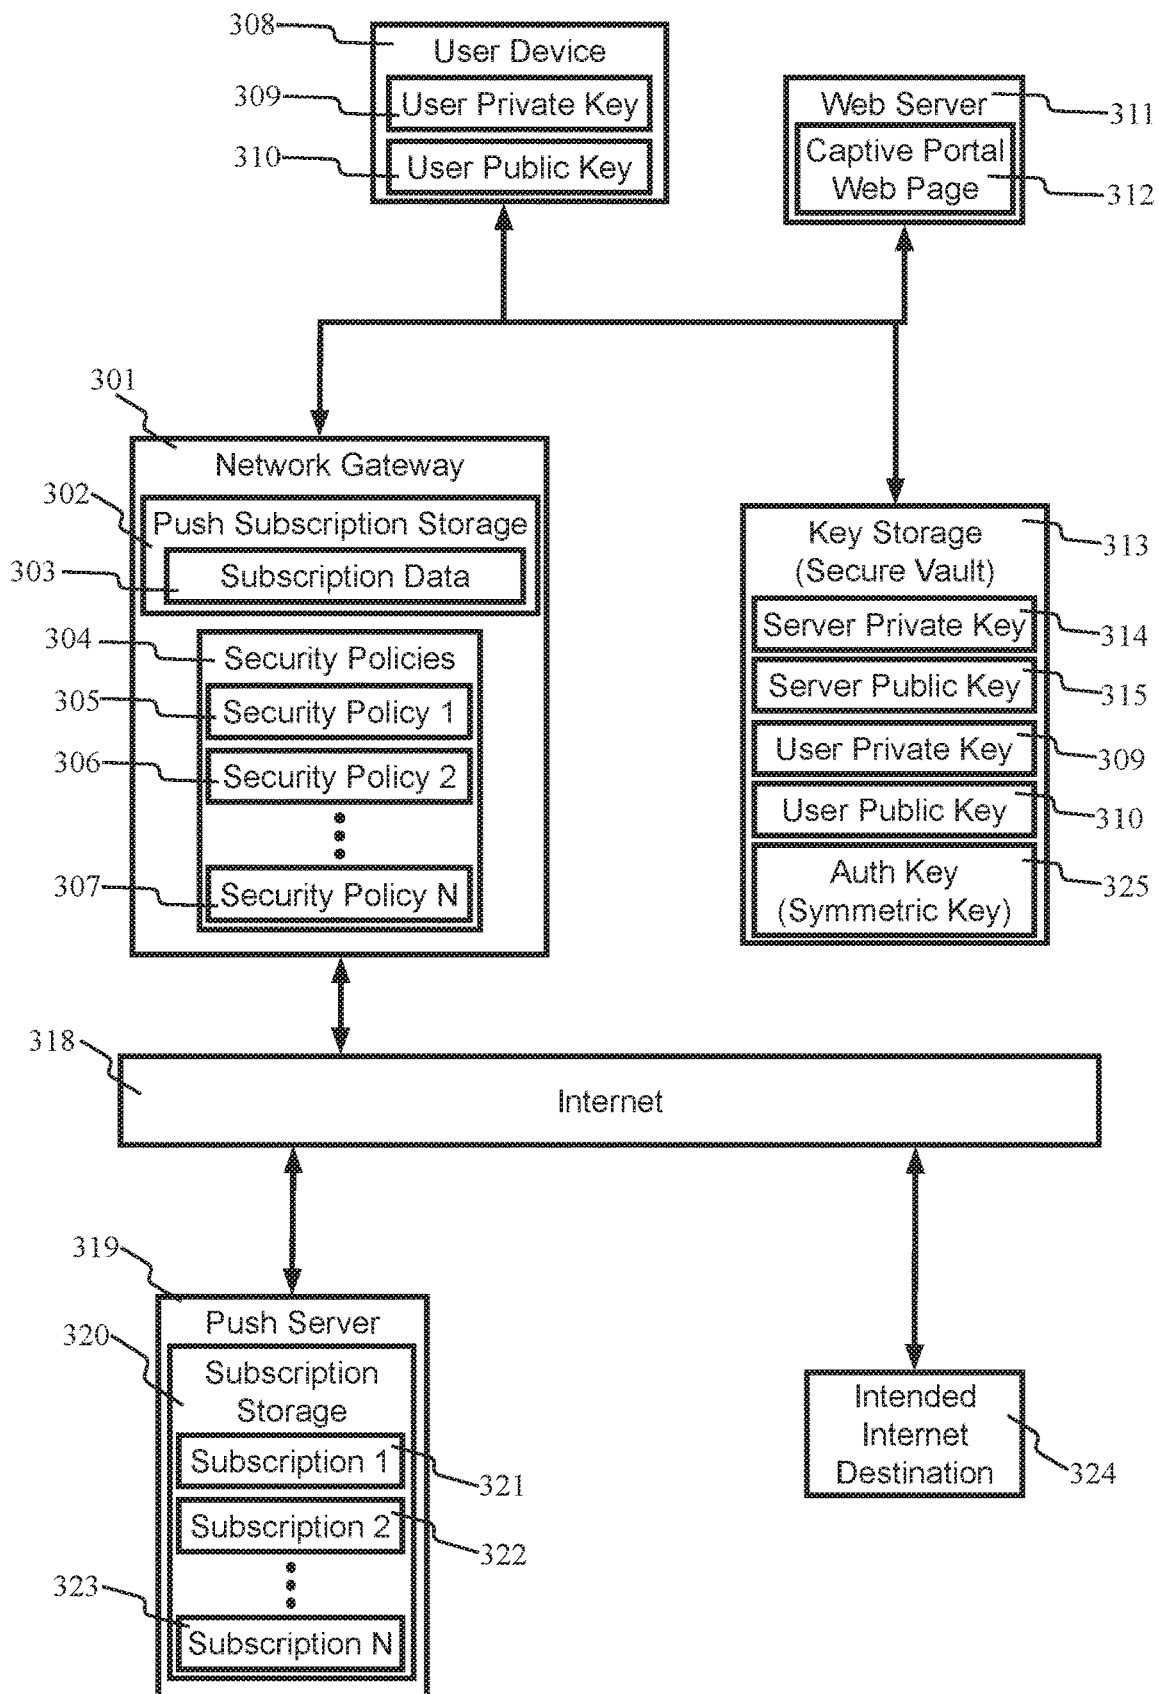 308
User Device
309
User Private Key
310
User Public Key
Web Server
311
Captive Portal
Web Page
312
301
Network Gateway
302
Push Subscription Storage
303
Subscription Data
304
Security Policies
305
Security Policy 1
306
Security Policy 2
307
Security Policy N
Key Storage
(Secure Vault)
313
Server Private Key
314
Server Public Key
315
User Private Key
309
User Public Key
310
Auth Key
(Symmetric Key)
325
318
Internet
319
Push Server
320
Subscription
Storage
Subscription 1
321
Subscription 2
322
323
Subscription N
Intended
Internet
Destination
324